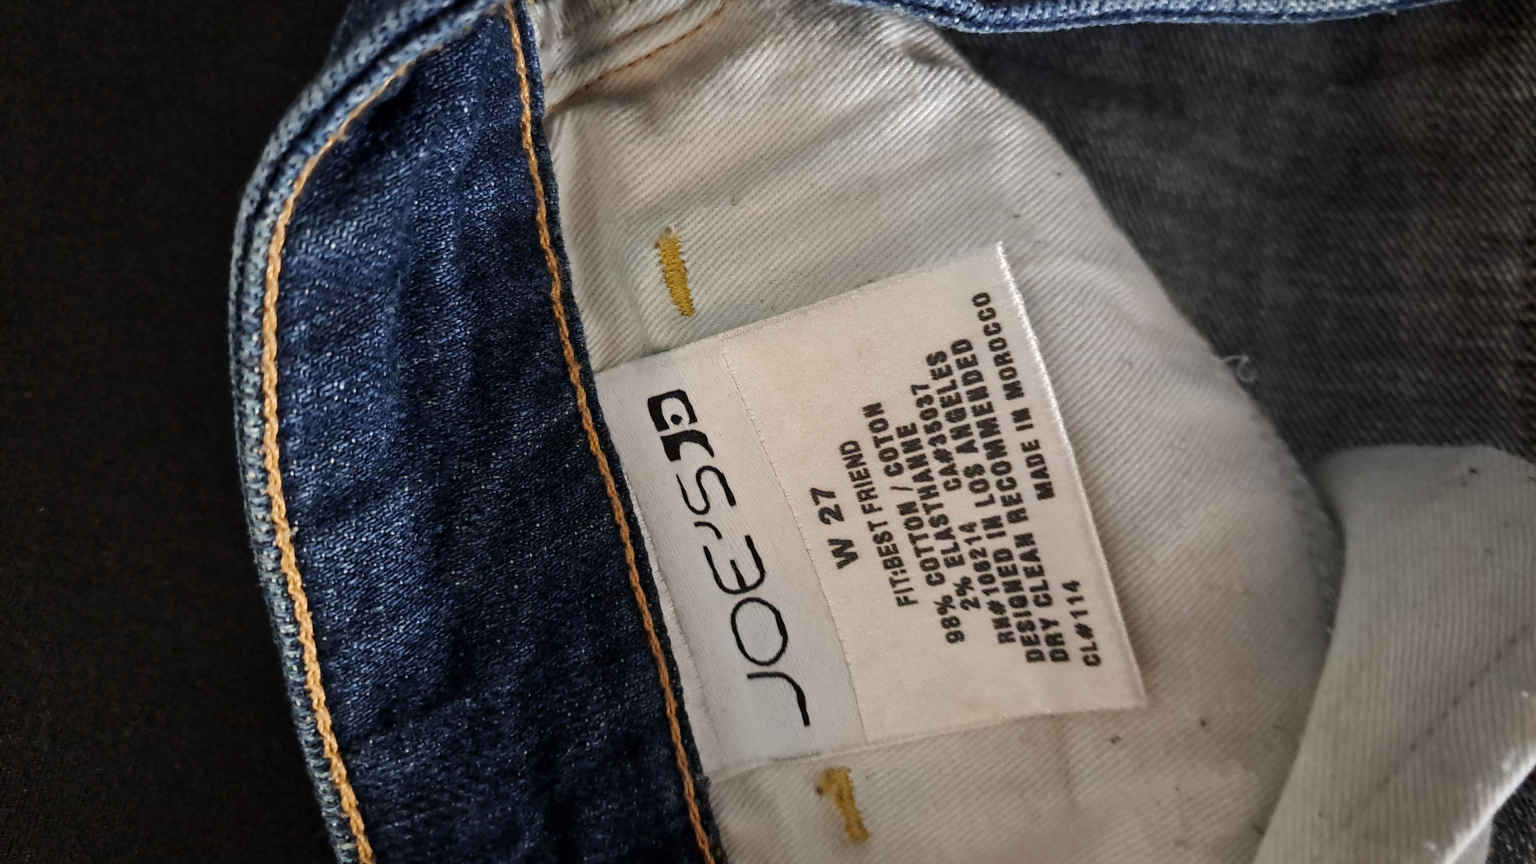 JOE'S
W 27
FIT:BEST FRIEND
98% COTTON / COTON
2% ELASTHANNE
RN#106214 CA#35037
DESIGNED IN LOS ANGELES
DRY CLEAN RECOMMENDED
CL#114 MADE IN MOROCCO